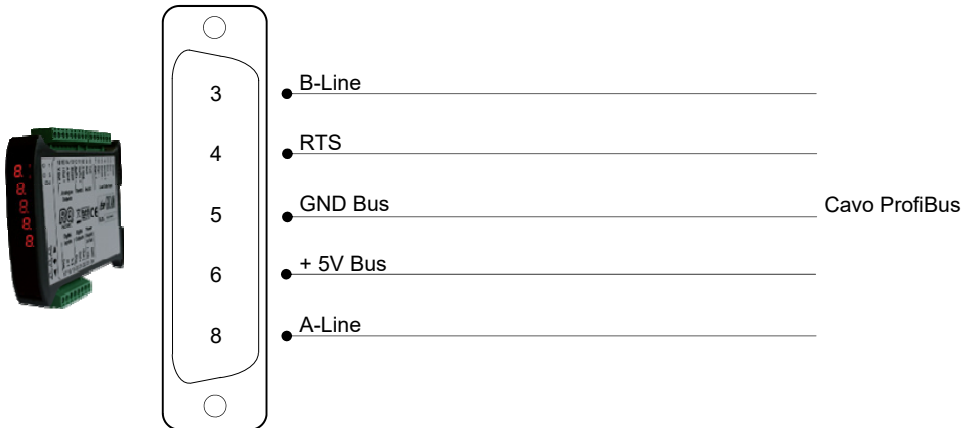 3 B-Line
4 RTS
5 GND Bus
Cavo ProfiBus
6 + 5V Bus
8 A-Line